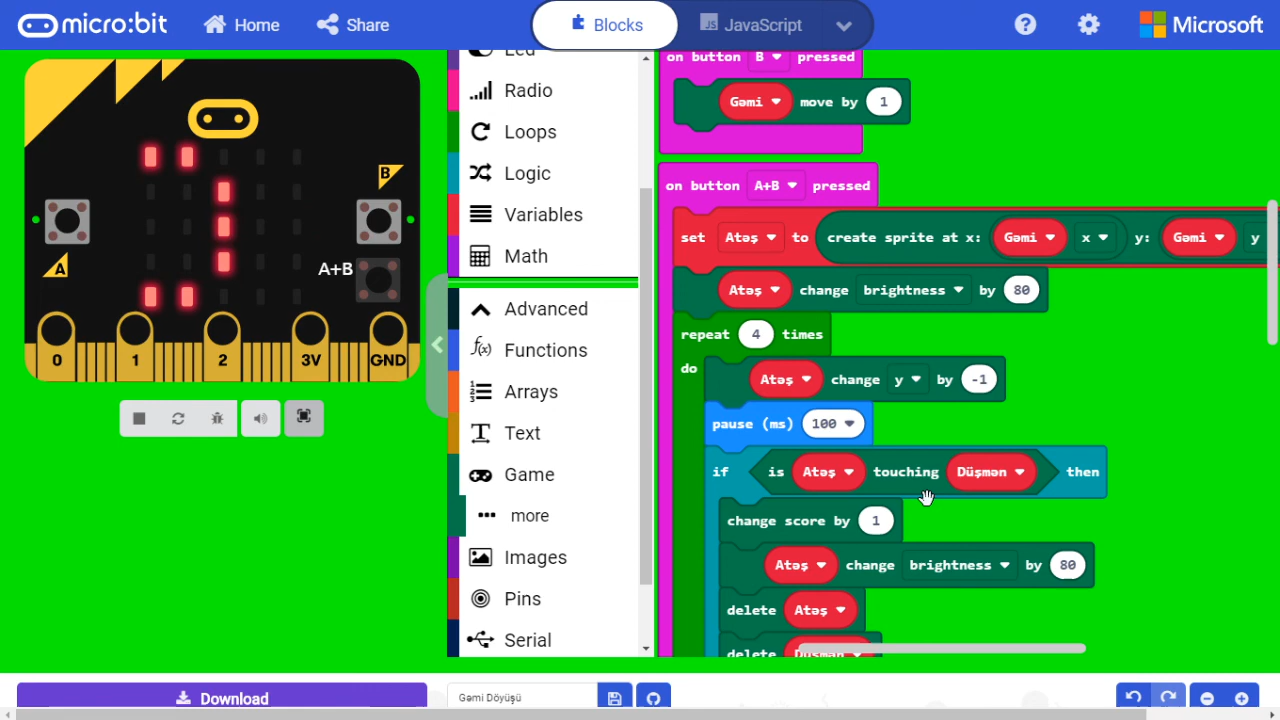 micro:bit Home Share Blocks JavaScript Microsoft
Led
Radio
Loops
Logic
Variables
Math
Advanced
Functions
Arrays
Text
Game
more
Images
Pins
Serial
B
A
A+B
0 1 2 3V GND
on button B pressed
Gəmi move by 1
on button A+B pressed
set Atəş to create sprite at x: Gəmi x y: Gəmi y
Atəş change brightness by 80
repeat 4 times
do Atəş change y by -1
pause (ms) 100
if is Atəş touching Düşmən then
change score by 1
Atəş change brightness by 80
delete Atəş
delete Düşmən
Download
Gəmi Döyüşü